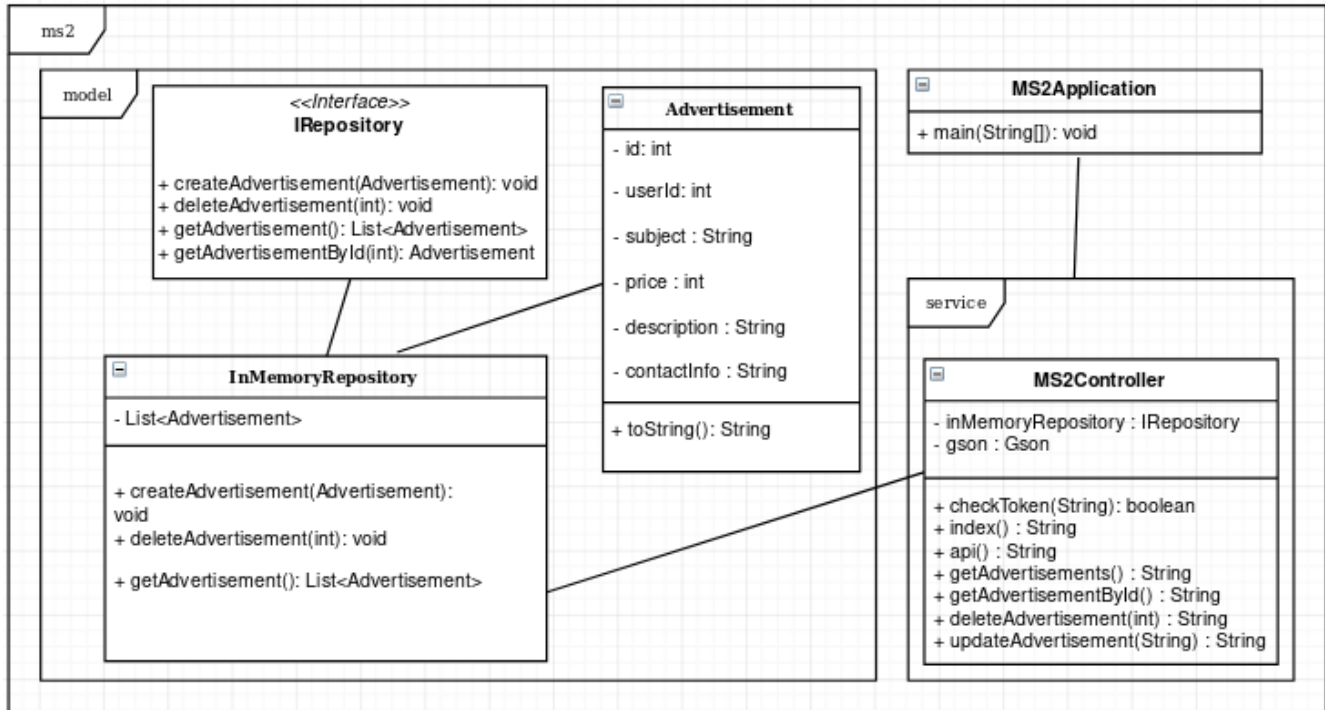 ms2
model
<<Interface>>
IRepository
+ createAdvertisement(Advertisement): void
+ deleteAdvertisement(int): void
+ getAdvertisement(): List<Advertisement>
+ getAdvertisementById(int): Advertisement
Advertisement
- id: int
- userId: int
- subject : String
- price : int
- description : String
- contactInfo : String
+ toString(): String
MS2Application
+ main(String[]): void
InMemoryRepository
- List<Advertisement>
+ createAdvertisement(Advertisement):
void
+ deleteAdvertisement(int): void
+ getAdvertisement(): List<Advertisement>
service
MS2Controller
- inMemoryRepository : IRepository
- gson : Gson
+ checkToken(String): boolean
+ index() : String
+ api() : String
+ getAdvertisements() : String
+ getAdvertisementById() : String
+ deleteAdvertisement(int) : String
+ updateAdvertisement(String) : String